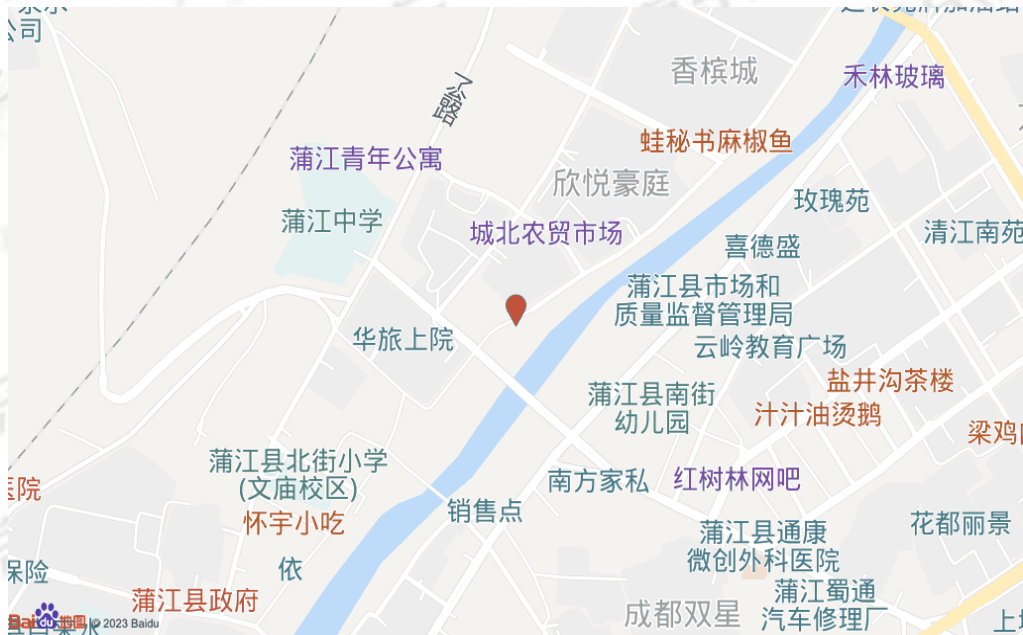 公司
香槟城
禾林玻璃
路
蛙秘书麻椒鱼
蒲江青年公寓
欣悦豪庭
玫瑰苑
蒲江中学
城北农贸市场
清江南苑
喜德盛
蒲江县市场和
质量监督管理局
华旅上院
云岭教育广场
盐井沟茶楼
蒲江县南街
幼儿园
汁汁油烫鹅
梁鸡
蒲江县北街小学
(文庙校区)
南方家私
红树林网吧
医院
销售点
怀宇小吃
花都丽景
蒲江县通康
微创外科医院
依
保险
蒲江县政府
蒲江蜀通
汽车修理厂
成都双星
Bai du 地图 © 2023 Baidu
上